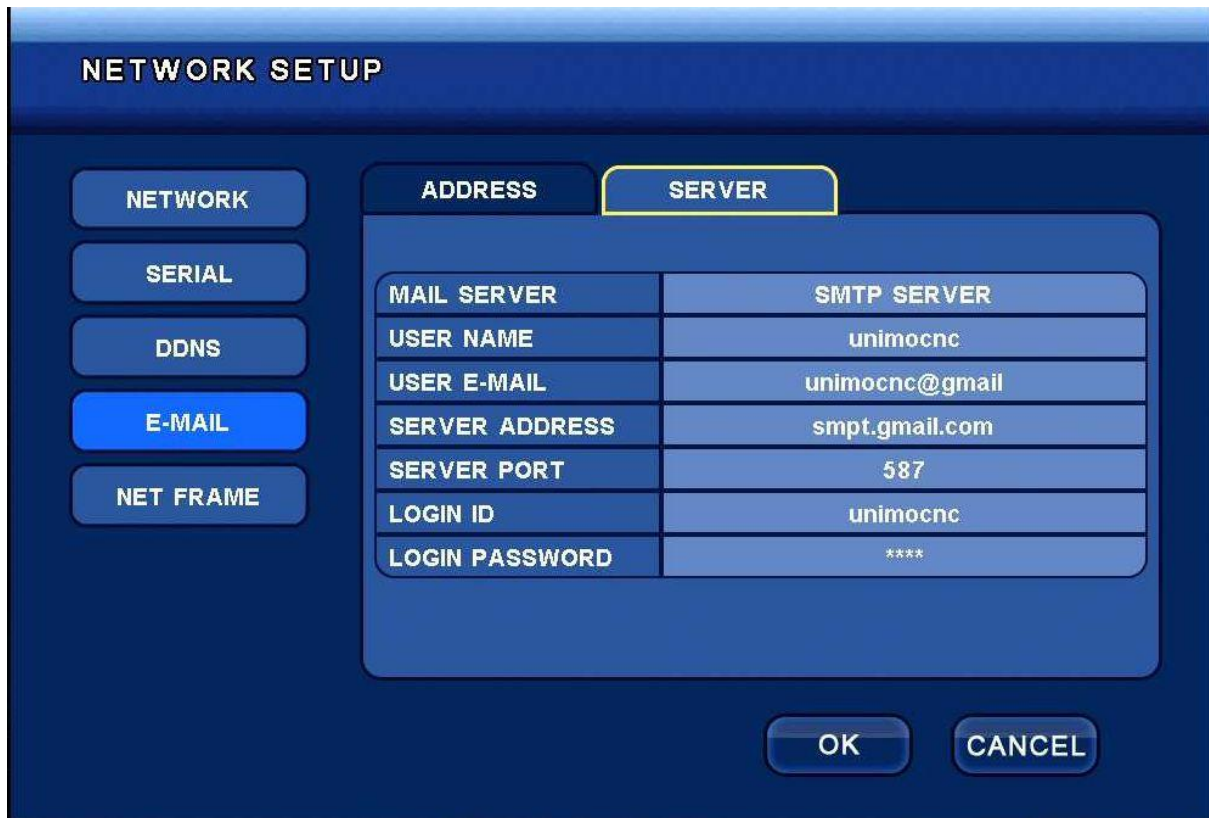 NETWORK SETUP
NETWORK
SERIAL
DDNS
E-MAIL
NET FRAME
ADDRESS SERVER
MAIL SERVER SMTP SERVER
USER NAME unimocnc
USER E-MAIL unimocnc@gmail
SERVER ADDRESS smpt.gmail.com
SERVER PORT 587
LOGIN ID unimocnc
LOGIN PASSWORD ****
OK CANCEL